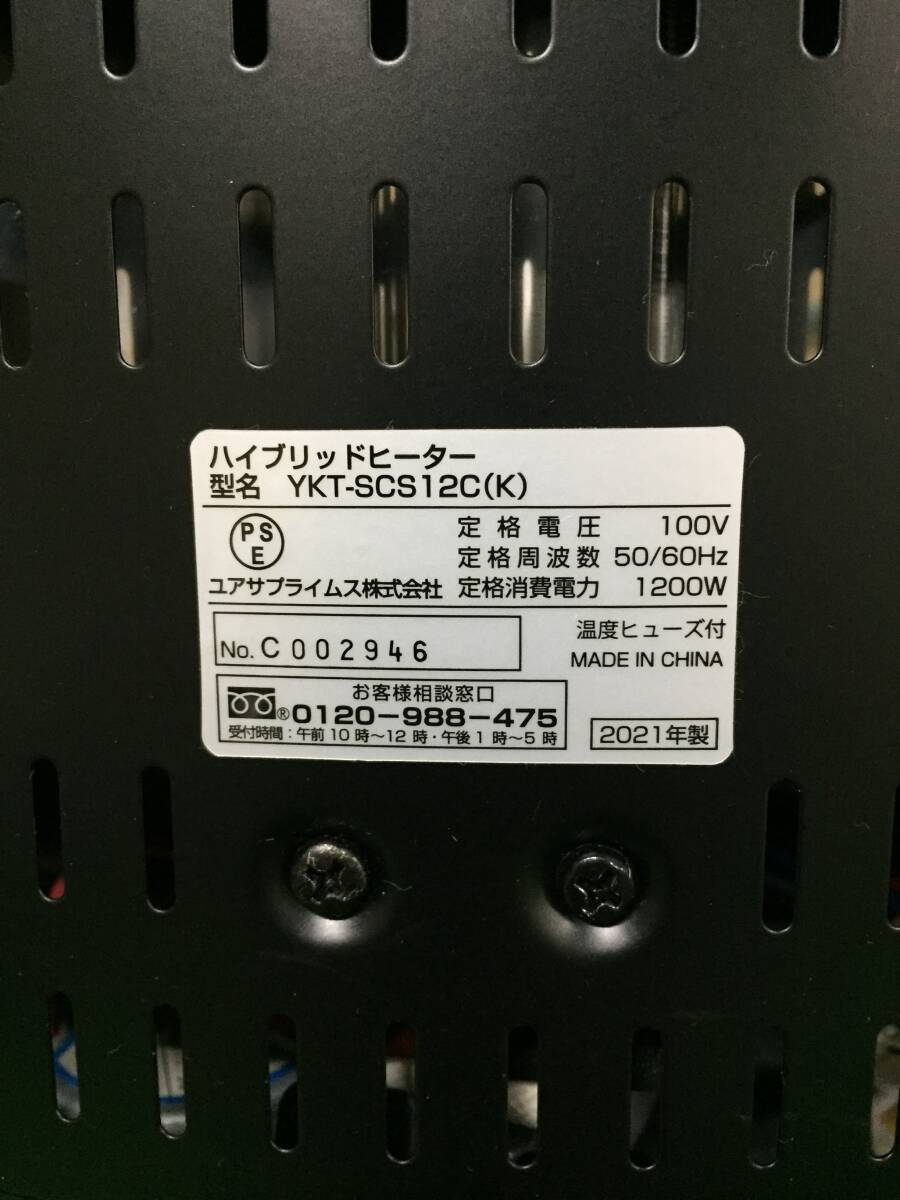 ハイブリッドヒーター
型名 YKT-SCS12C(K)
PSE
定格電圧 100V
定格周波数 50/60Hz
ユアサプライムス株式会社 定格消費電力 1200W
No. C 002946
温度ヒューズ付
MADE IN CHINA
お客様相談窓口
®0120-988-475
受付時間:午前10時~12時・午後1時~5時
2021年製